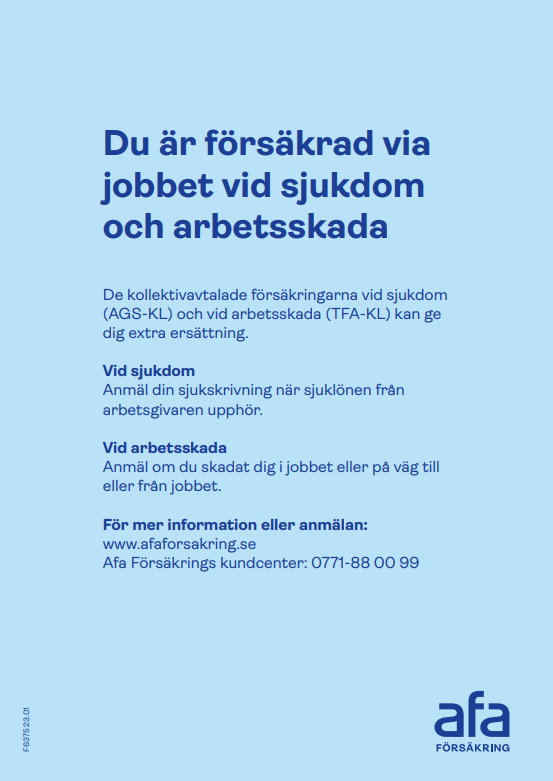 Du är försäkrad via
jobbet vid sjukdom
och arbetsskada
De kollektivavtalade försäkringarna vid sjukdom
(AGS-KL) och vid arbetsskada (TFA-KL) kan ge
dig extra ersättning.
Vid sjukdom
Anmäl din sjukskrivning när sjuklönen från
arbetsgivaren upphör.
Vid arbetsskada
Anmäl om du skadat dig i jobbet eller på väg till
eller från jobbet.
För mer information eller anmälan:
www.afaforsakring.se
Afa Försäkrings kundcenter: 0771-88 00 99
F6375 23.01
afa
FÖRSÄKRING